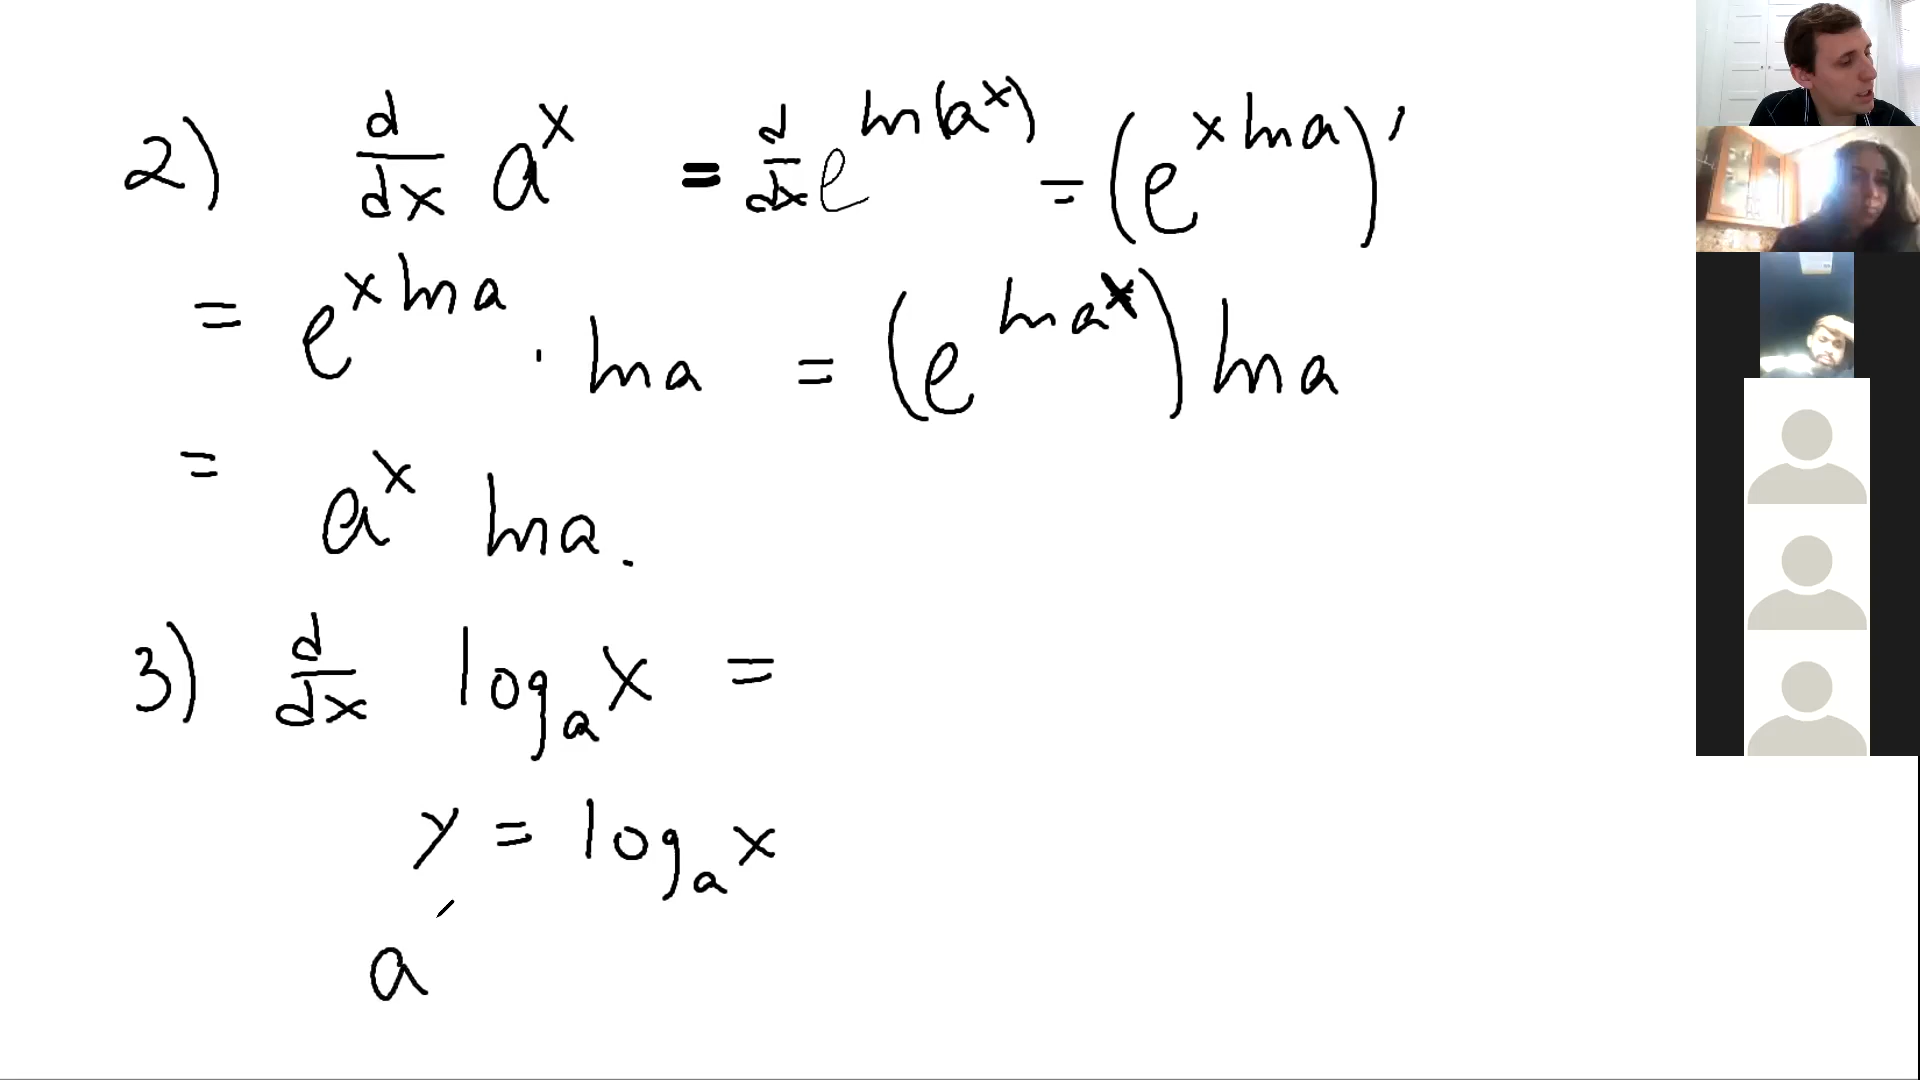 2) d/dx a^x = d/dx e^ln(a^x) = (e^x ln a)'
= e^x ln a · ln a = (e^ln a^x) ln a
= a^x ln a.
3) d/dx log_a x =
y = log_a x
a